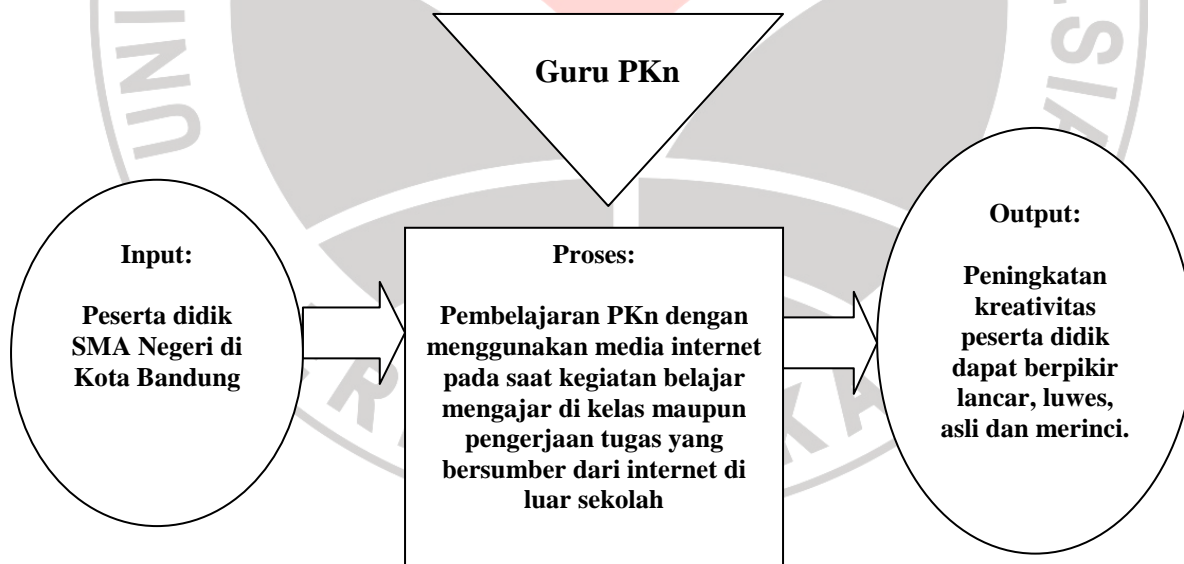 Guru PKn
Input:
Peserta didik
SMA Negeri di
Kota Bandung
Proses:
Pembelajaran PKn dengan
menggunakan media internet
pada saat kegiatan belajar
mengajar di kelas maupun
pengerjaan tugas yang
bersumber dari internet di
luar sekolah
Output:
Peningkatan
kreativitas
peserta didik
dapat berpikir
lancar, luwes,
asli dan merinci.